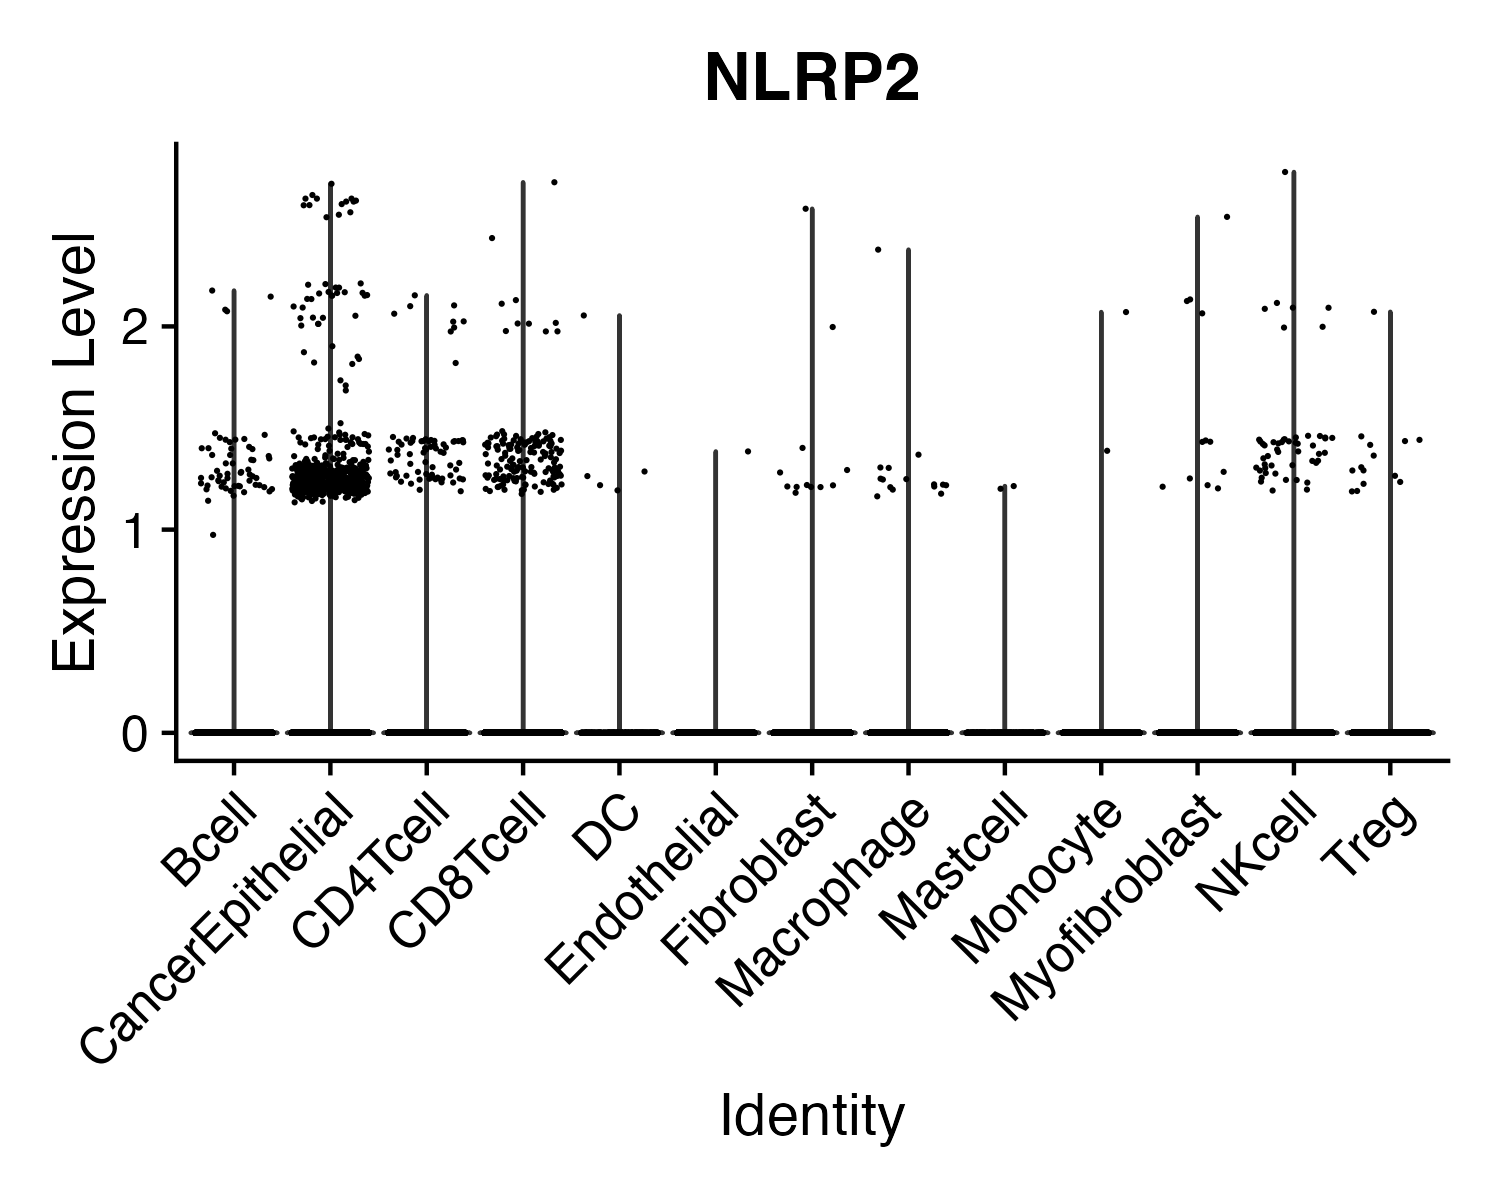 NLRP2
Expression Level
2
1
0
Bcell
CancerEpithelial
CD4Tcell
CD8Tcell
DC
Endothelial
Fibroblast
Macrophage
Mastcell
Monocyte
Myofibroblast
NKcell
Treg
Identity